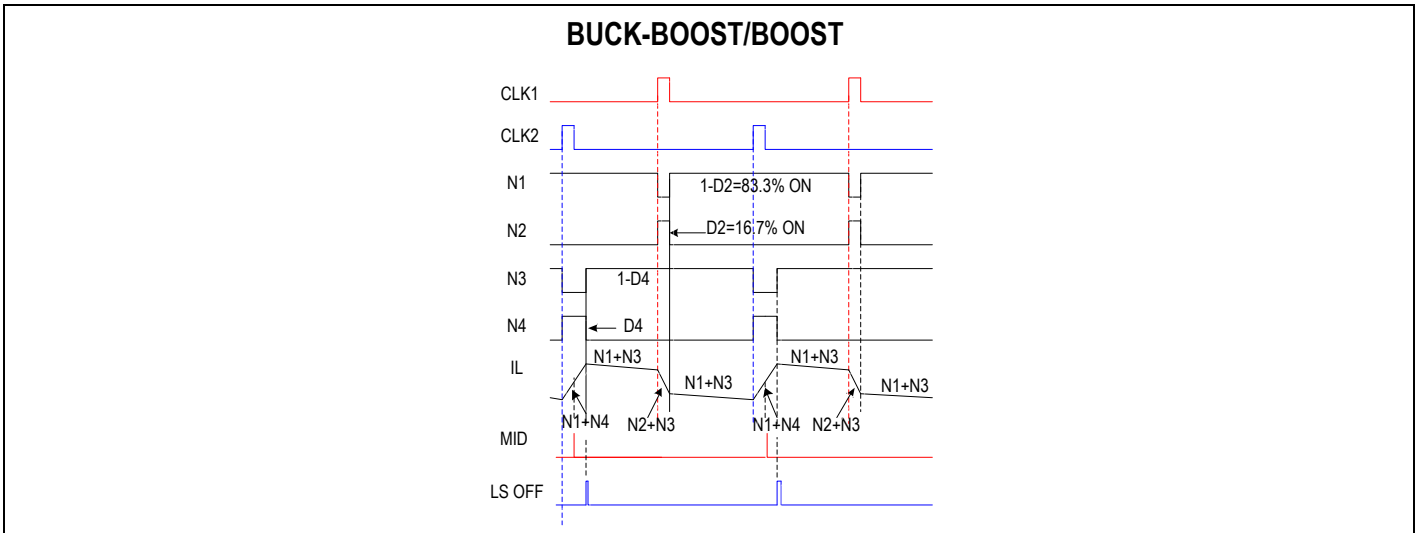 BUCK-BOOST/BOOST
CLK1
CLK2
N1
1-D2=83.3% ON
N2
D2=16.7% ON
N3
1-D4
N4
D4
IL
N1+N3
N1+N3
N1+N3
N1+N3
N1+N4
N2+N3
N1+N4
N2+N3
MID
LS OFF